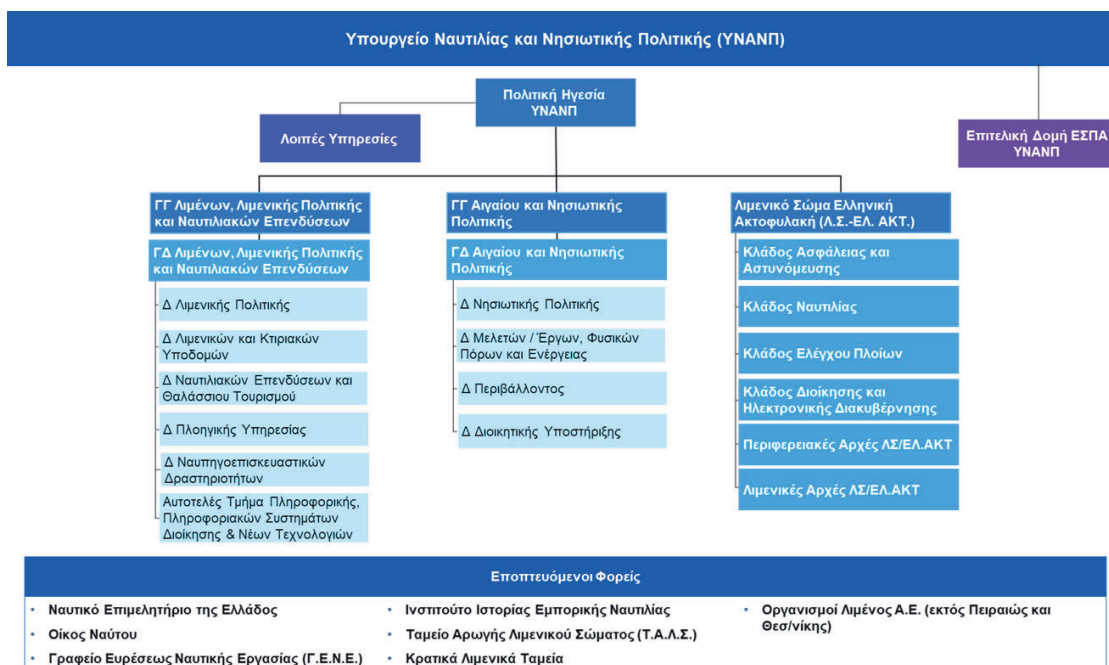 Υπουργείο Ναυτιλίας και Νησιωτικής Πολιτικής (ΥΝΑΝΠ)
Πολιτική Ηγεσία
ΥΝΑΝΠ
Λοιπές Υπηρεσίες
Επιτελική Δομή ΕΣΠΑ
ΥΝΑΝΠ
ΓΓ Λιμένων, Λιμενικής Πολιτικής
και Ναυτιλιακών Επενδύσεων
ΓΔ Λιμένων, Λιμενικής Πολιτικής
και Ναυτιλιακών Επενδύσεων
Δ Λιμενικής Πολιτικής
Δ Λιμενικών και Κτιριακών
Υποδομών
Δ Ναυτιλιακών Επενδύσεων και
Θαλάσσιου Τουρισμού
Δ Πλοηγικής Υπηρεσίας
Δ Ναυπηγοεπισκευαστικών
Δραστηριοτήτων
Αυτοτελές Τμήμα Πληροφορικής,
Πληροφοριακών Συστημάτων
Διοίκησης & Νέων Τεχνολογιών
ΓΓ Αιγαίου και Νησιωτικής
Πολιτικής
ΓΔ Αιγαίου και Νησιωτικής
Πολιτικής
Δ Νησιωτικής Πολιτικής
Δ Μελετών / Έργων, Φυσικών
Πόρων και Ενέργειας
Δ Περιβάλλοντος
Δ Διοικητικής Υποστήριξης
Λιμενικό Σώμα Ελληνική
Ακτοφυλακή (Λ.Σ.-ΕΛ. ΑΚΤ.)
Κλάδος Ασφάλειας και
Αστυνόμευσης
Κλάδος Ναυτιλίας
Κλάδος Ελέγχου Πλοίων
Κλάδος Διοίκησης και
Ηλεκτρονικής Διακυβέρνησης
Περιφερειακές Αρχές ΛΣ/ΕΛ.ΑΚΤ
Λιμενικές Αρχές ΛΣ/ΕΛ.ΑΚΤ
Εποπτευόμενοι Φορείς
• Ναυτικό Επιμελητήριο της Ελλάδος
• Οίκος Ναύτου
• Γραφείο Ευρέσεως Ναυτικής Εργασίας (Γ.Ε.Ν.Ε.)
• Ινστιτούτο Ιστορίας Εμπορικής Ναυτιλίας
• Ταμείο Αρωγής Λιμενικού Σώματος (Τ.Α.Λ.Σ.)
• Κρατικά Λιμενικά Ταμεία
• Οργανισμοί Λιμένος Α.Ε. (εκτός Πειραιώς και
Θεσ/νίκης)